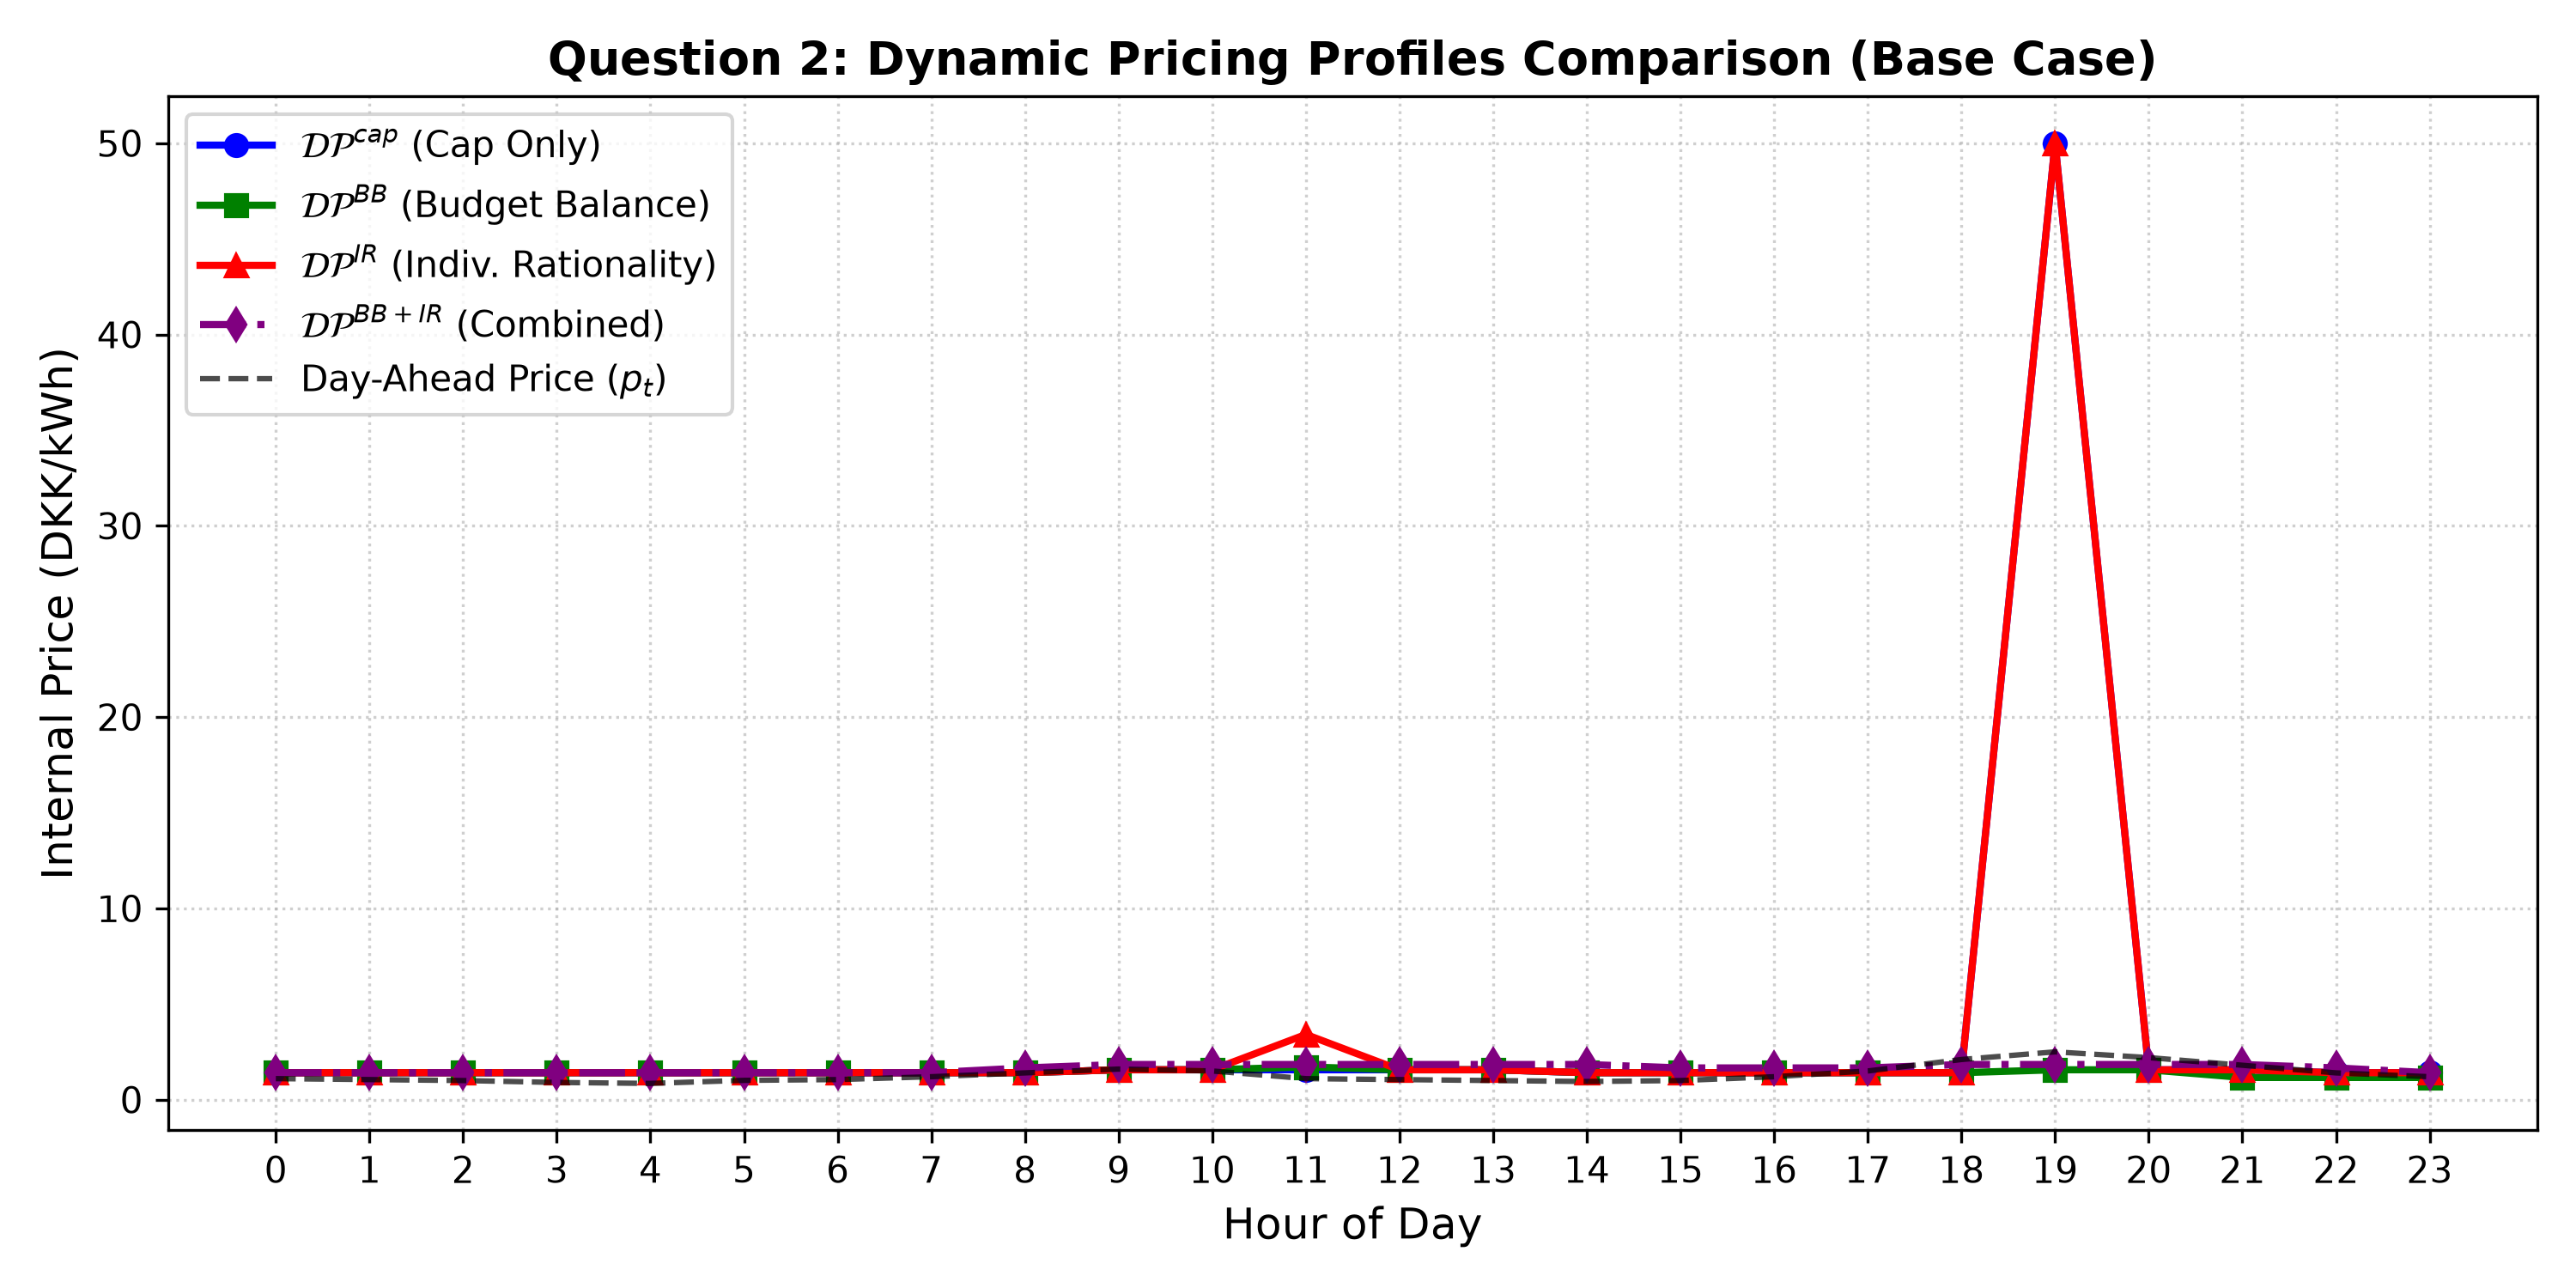 Question 2: Dynamic Pricing Profiles Comparison (Base Case)
𝒟𝒫^{cap} (Cap Only)
𝒟𝒫^{BB} (Budget Balance)
𝒟𝒫^{IR} (Indiv. Rationality)
𝒟𝒫^{BB+IR} (Combined)
Day-Ahead Price (p_t)
Internal Price (DKK/kWh)
50
40
30
20
10
0
0 1 2 3 4 5 6 7 8 9 10 11 12 13 14 15 16 17 18 19 20 21 22 23
Hour of Day